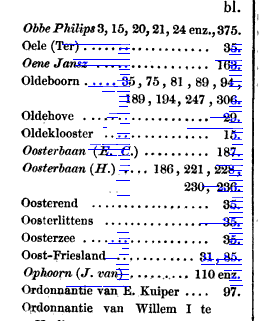 bl.
Obbe Philips 3, 15, 20, 21, 24 enz., 375.
Oele (Ter) . . . . . . . . . . . . . . . . 35.
Oene Jansz . . . . . . . . . . . . . . . 163.
Oldeboorn . . . . 35, 75, 81, 89, 94,
189, 194, 247, 306.
Oldehove . . . . . . . . . . . . . . . . . 29.
Oldeklooster . . . . . . . . . . . . . . 15.
Oosterbaan (E. C.) . . . . . . . . . 187.
Oosterbaan (H.) . . . . 186, 221, 228,
230, 236.
Oosterend . . . . . . . . . . . . . . . . 35.
Oosterlittens . . . . . . . . . . . . . . 35.
Oosterzee . . . . . . . . . . . . . . . . 35.
Oost-Friesland . . . . . . . . . . 31, 85.
Ophoorn (J. van) . . . . . . . . 110 enz.
Ordonnantie van E. Kuiper . . . . 97.
Ordonnantie van Willem I te